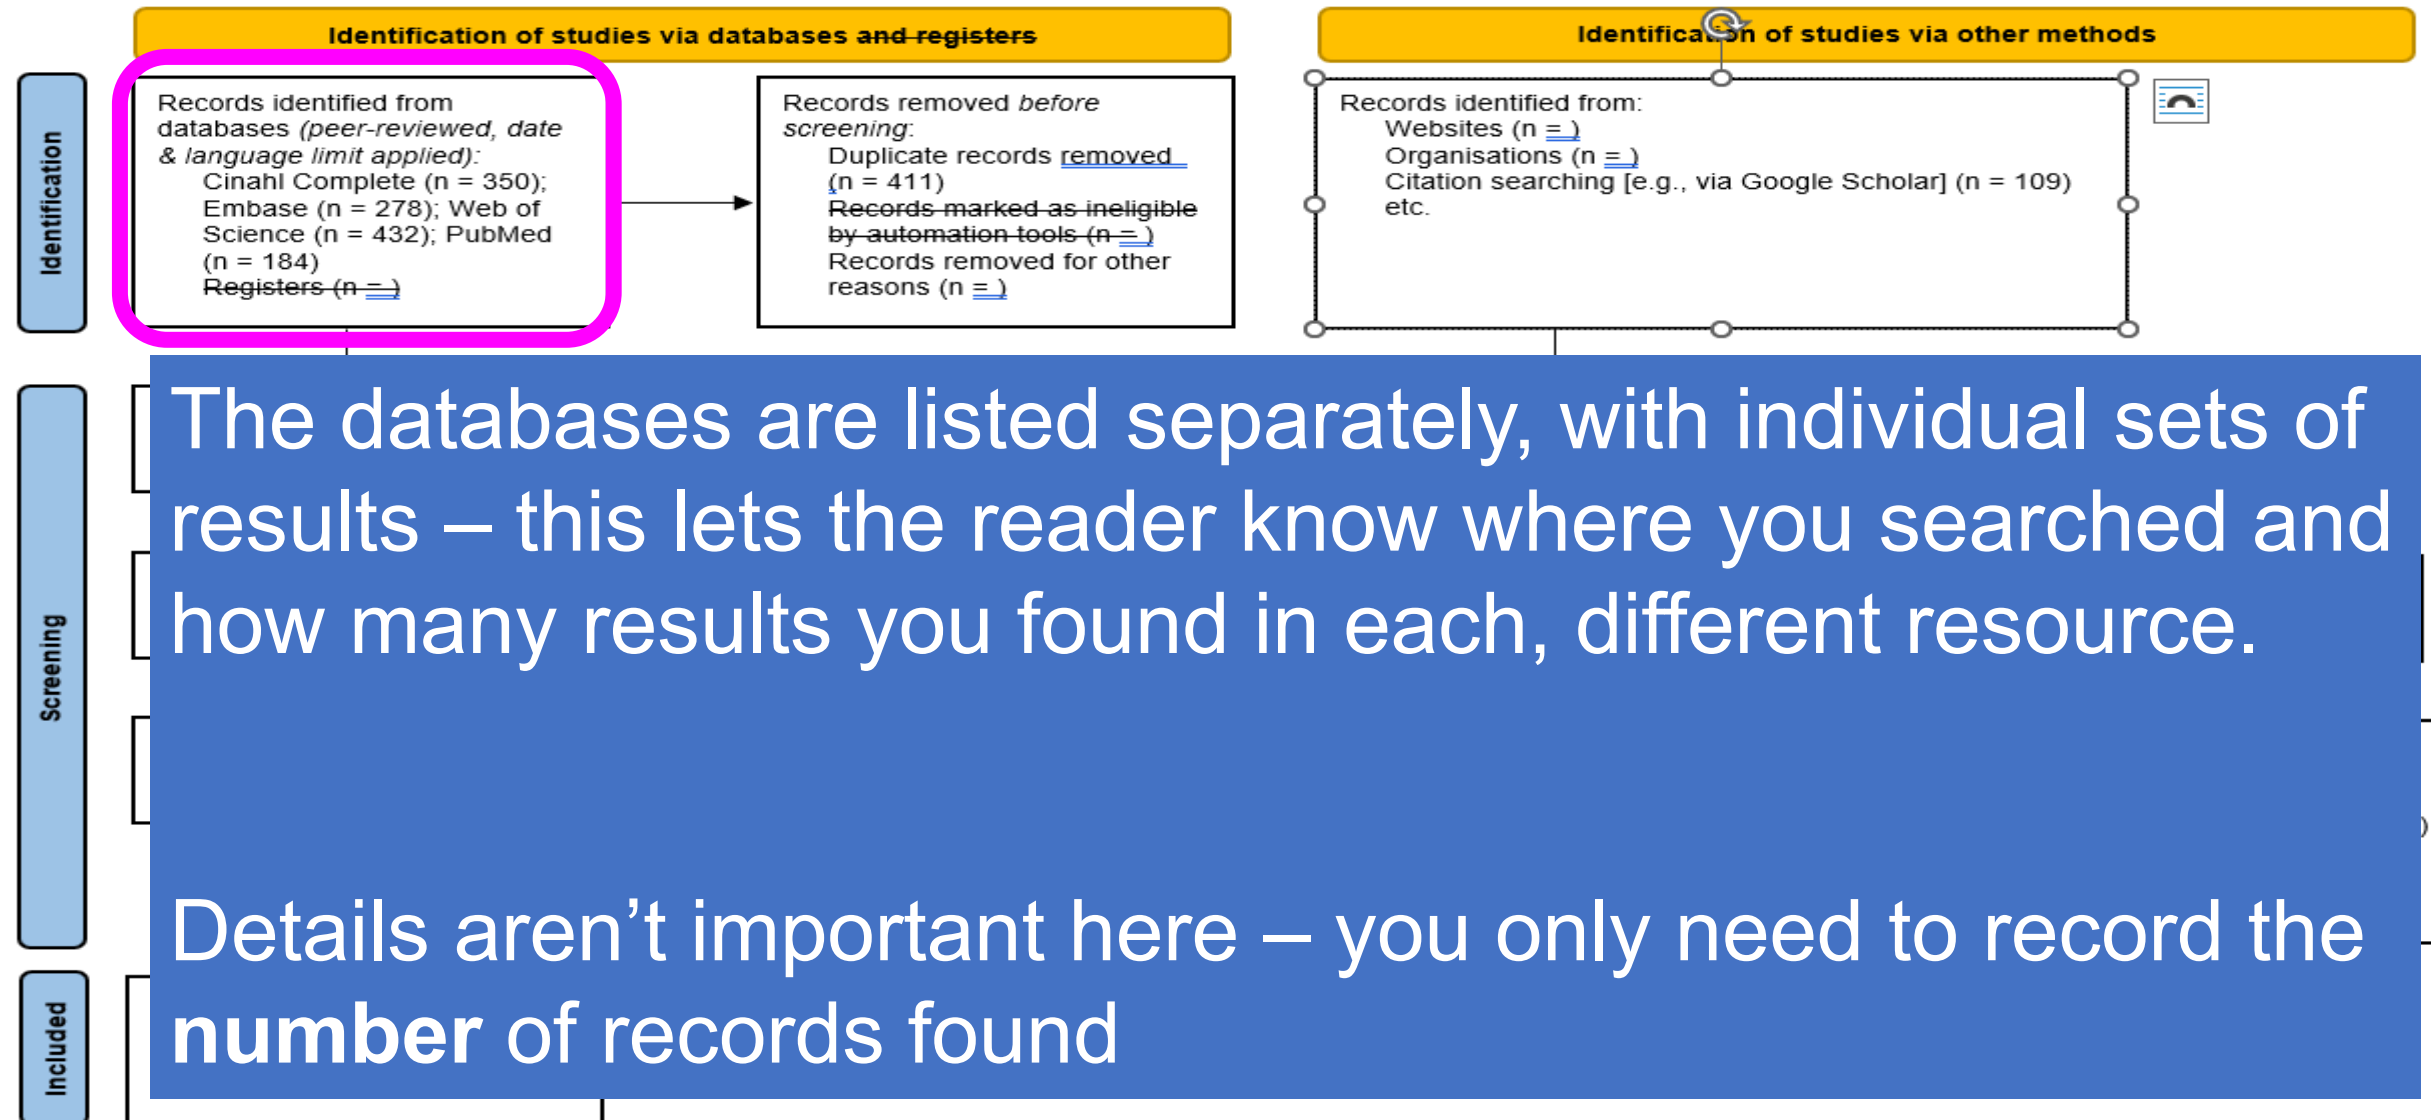 Identification of studies via databases and registers
Identification of studies via other methods
Identification
Records identified from
databases (peer-reviewed, date
& language limit applied):
Cinahl Complete (n = 350);
Embase (n = 278); Web of
Science (n = 432); PubMed
(n = 184)
Registers (n = )
Records removed before
screening:
Duplicate records removed
(n = 411)
Records marked as ineligible
by automation tools (n = )
Records removed for other
reasons (n = )
Records identified from:
Websites (n = )
Organisations (n = )
Citation searching [e.g., via Google Scholar] (n = 109)
etc.
Screening
The databases are listed separately, with individual sets of
results – this lets the reader know where you searched and
how many results you found in each, different resource.
Details aren’t important here – you only need to record the
number of records found
)
Included